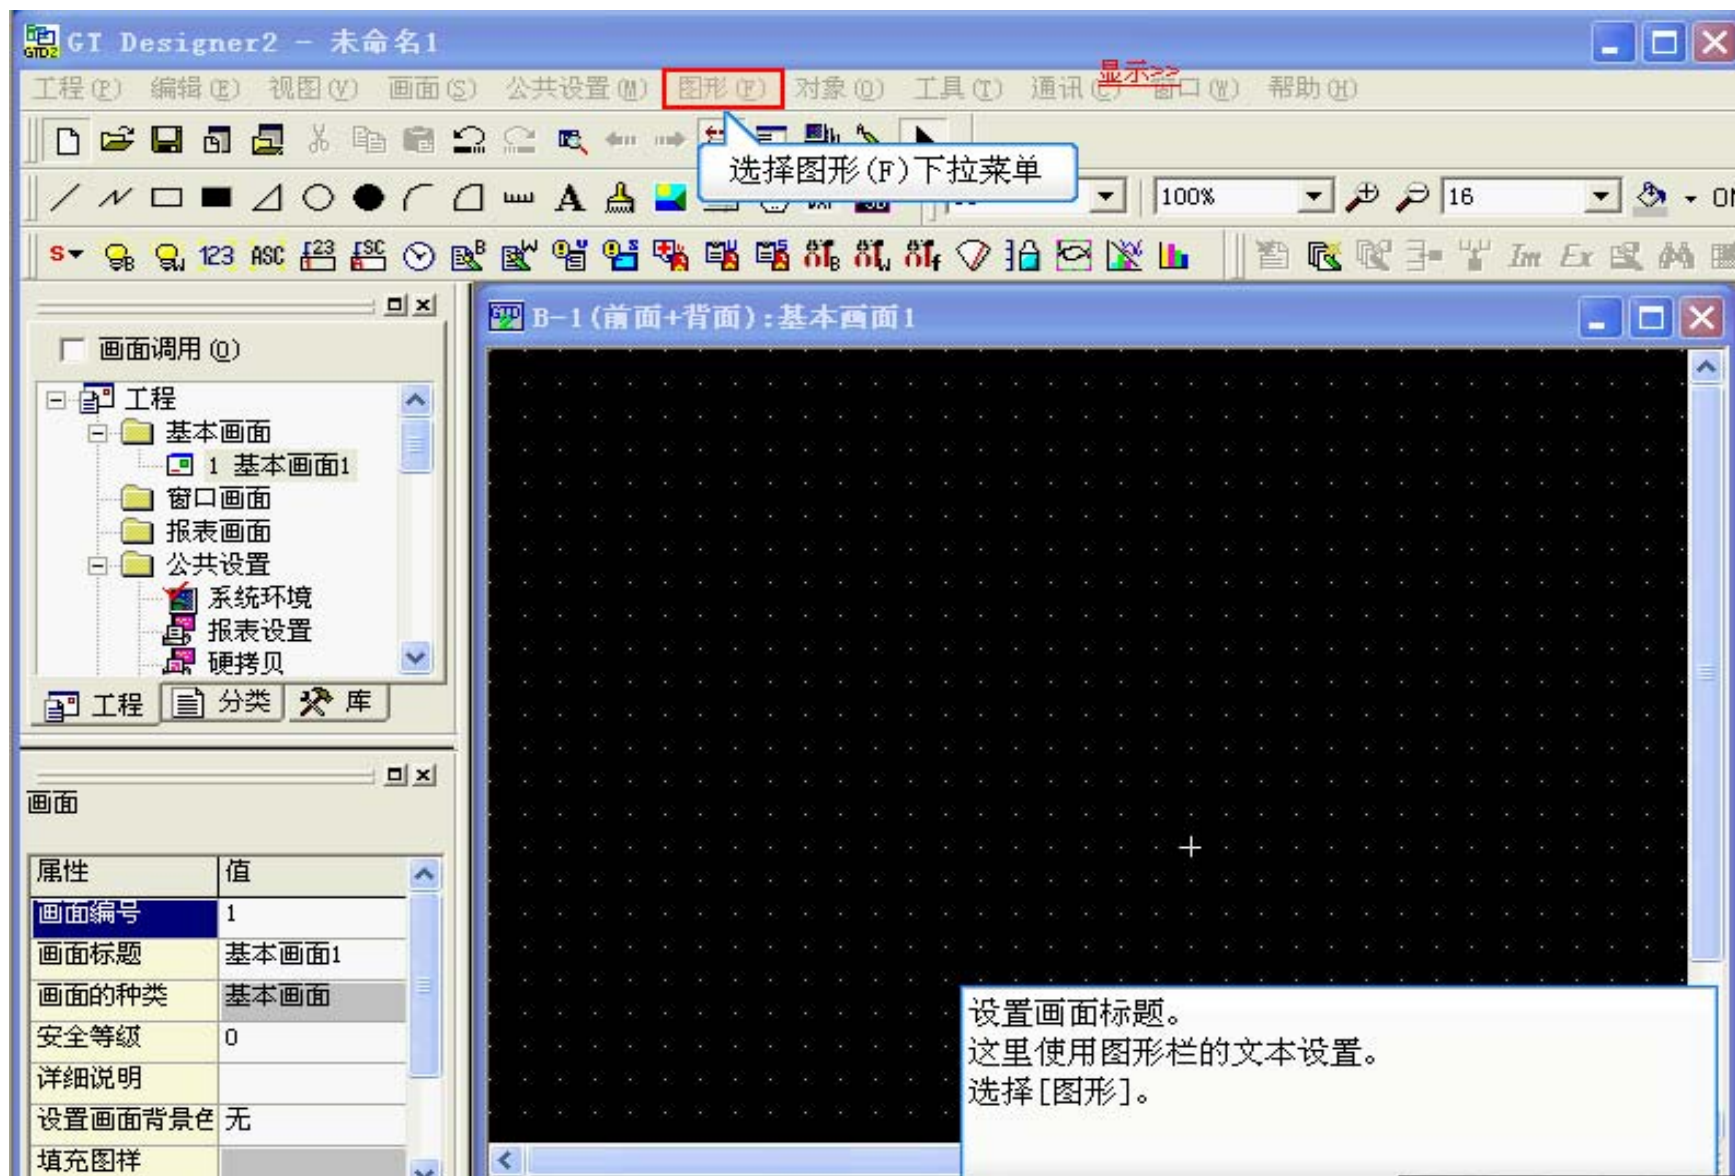 GT Designer2 - 未命名1
工程(P) 编辑(E) 视图(V) 画面(S) 公共设置(M) 图形(F) 对象(O) 工具(T) 通讯(C) 窗口(W) 帮助(H)
显示>>
选择图形(F)下拉菜单
A 100% 16
S 123 ASC
Im Ex
画面调用(O)
B-1(前面+背面):基本画面1
工程
基本画面
1 基本画面1
窗口画面
报表画面
公共设置
系统环境
报表设置
硬拷贝
工程 分类 库
画面
属性 值
画面编号 1
画面标题 基本画面1
画面的种类 基本画面
安全等级 0
详细说明
设置画面背景色 无
填充图样
设置画面标题。
这里使用图形栏的文本设置。
选择[图形]。